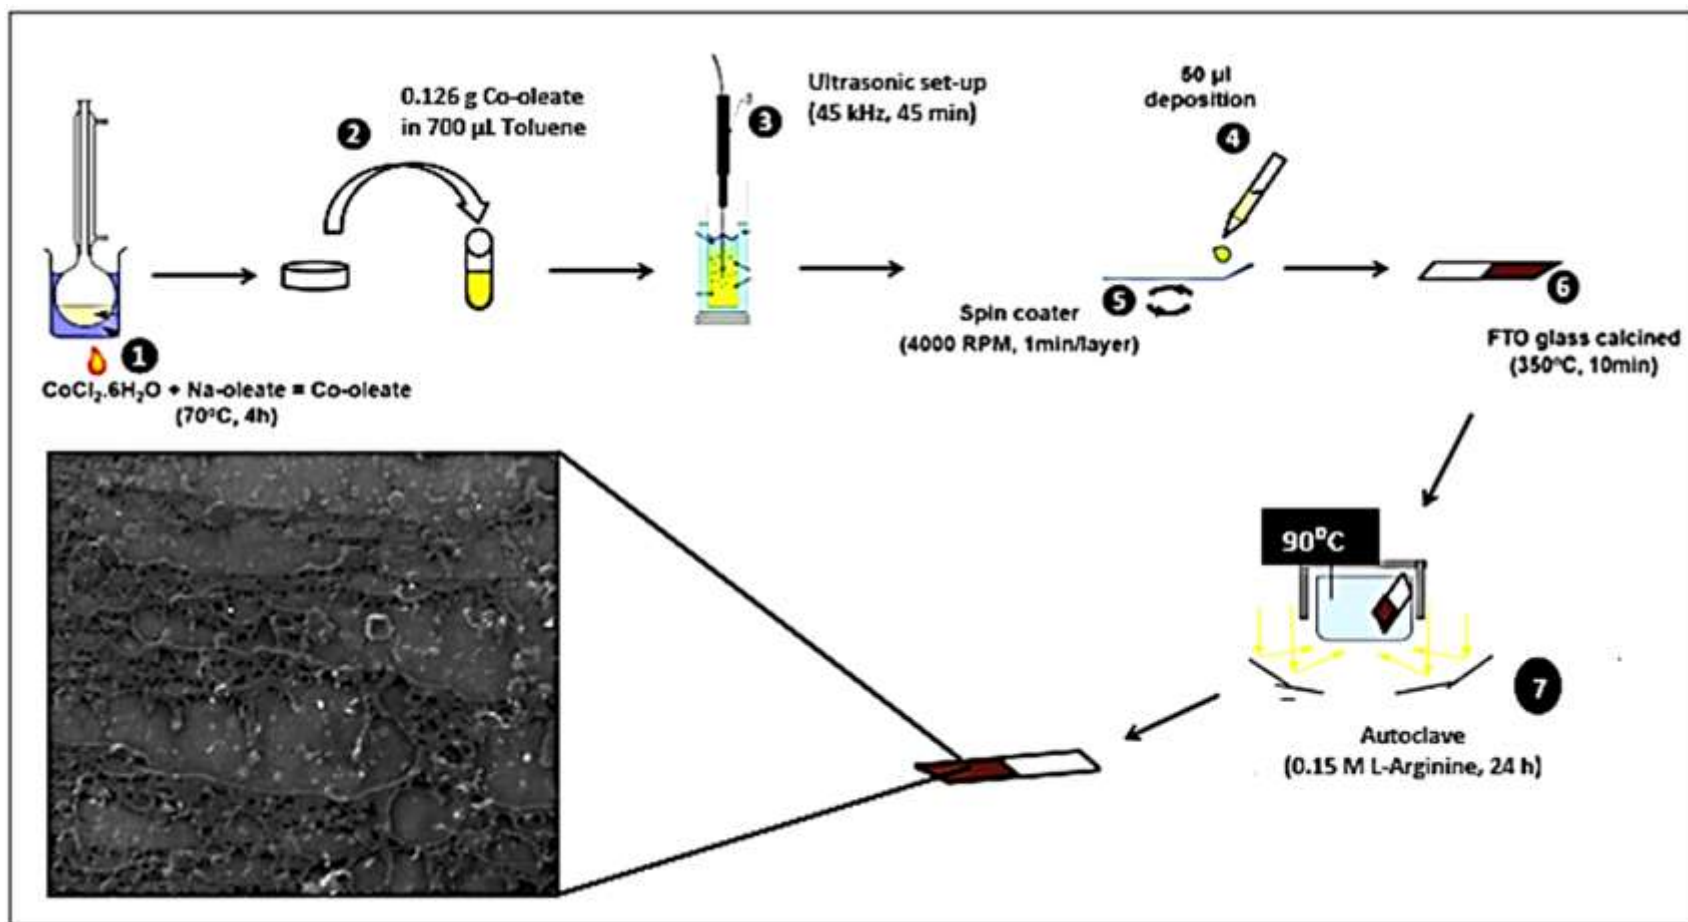 0.126 g Co-oleate
in 700 µL Toluene
2
Ultrasonic set-up
(45 kHz, 45 min)
3
50 µl
deposition
4
1
CoCl₂.6H₂O + Na-oleate = Co-oleate
(70°C, 4h)
5
Spin coater
(4000 RPM, 1min/layer)
6
FTO glass calcined
(350°C, 10min)
90°C
7
Autoclave
(0.15 M L-Arginine, 24 h)